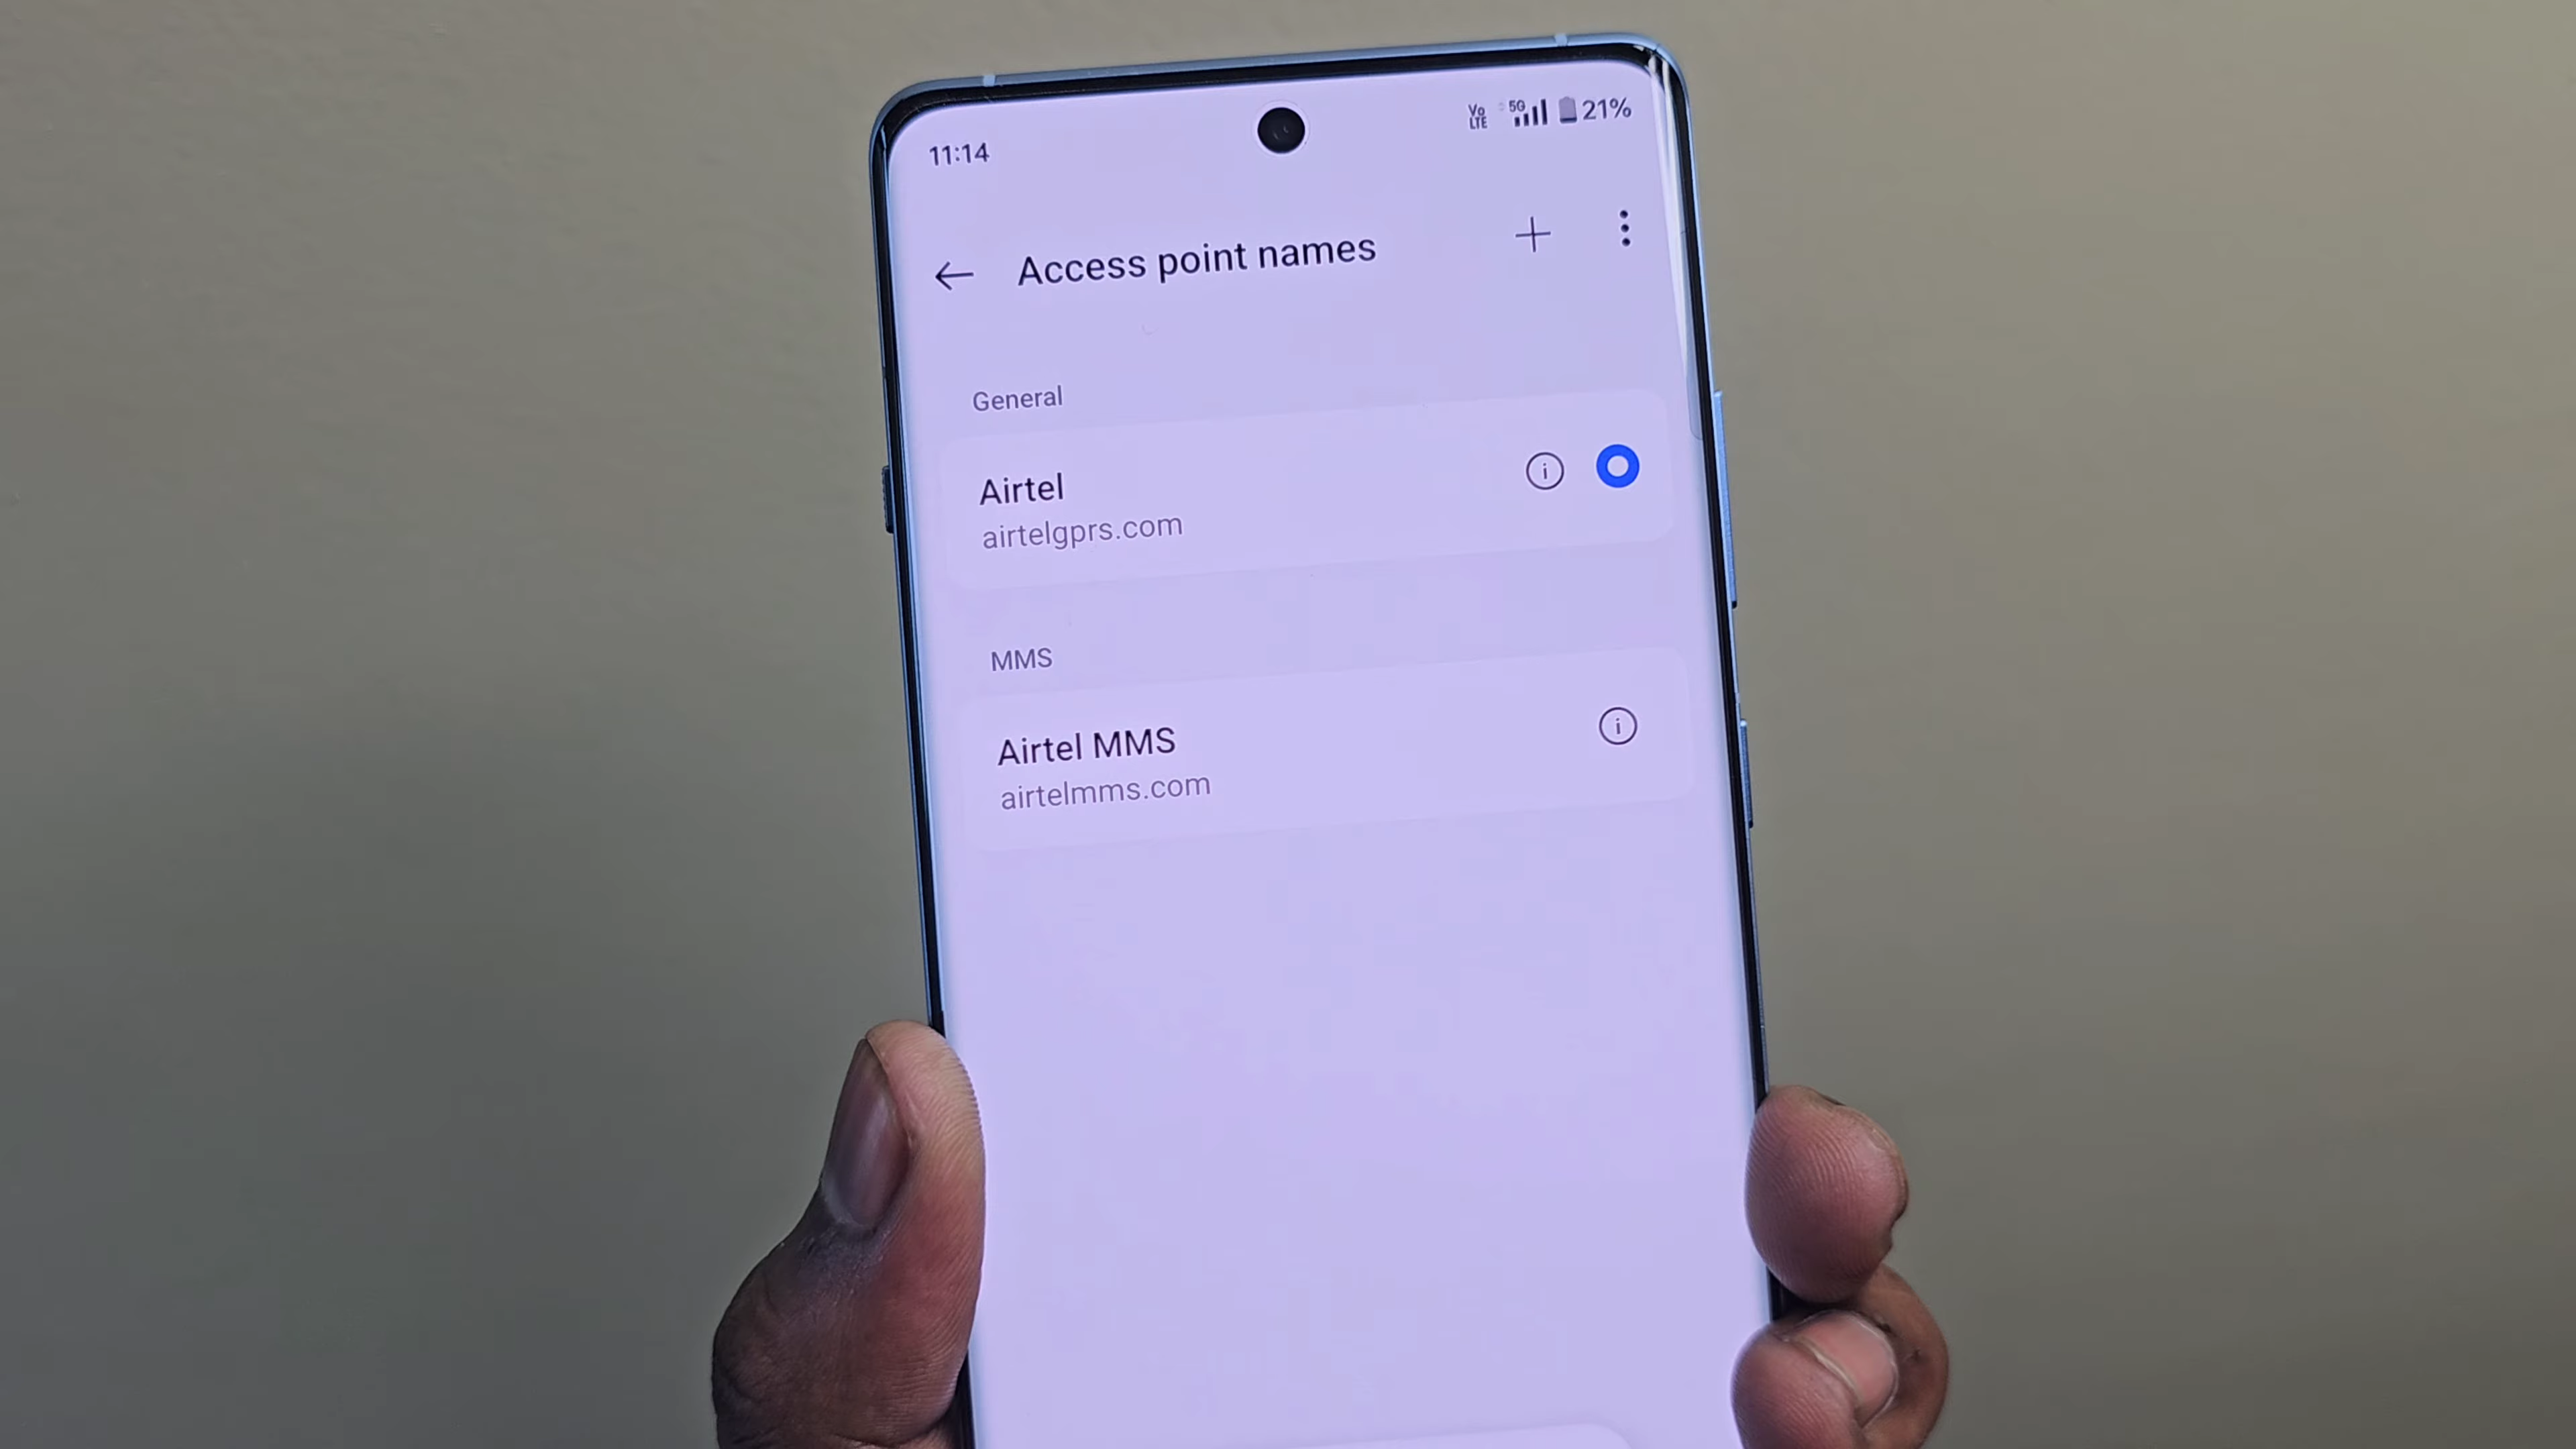 11:14
Vo LTE 5G 21%
Access point names
General
Airtel
airtelgprs.com
MMS
Airtel MMS
airtelmms.com